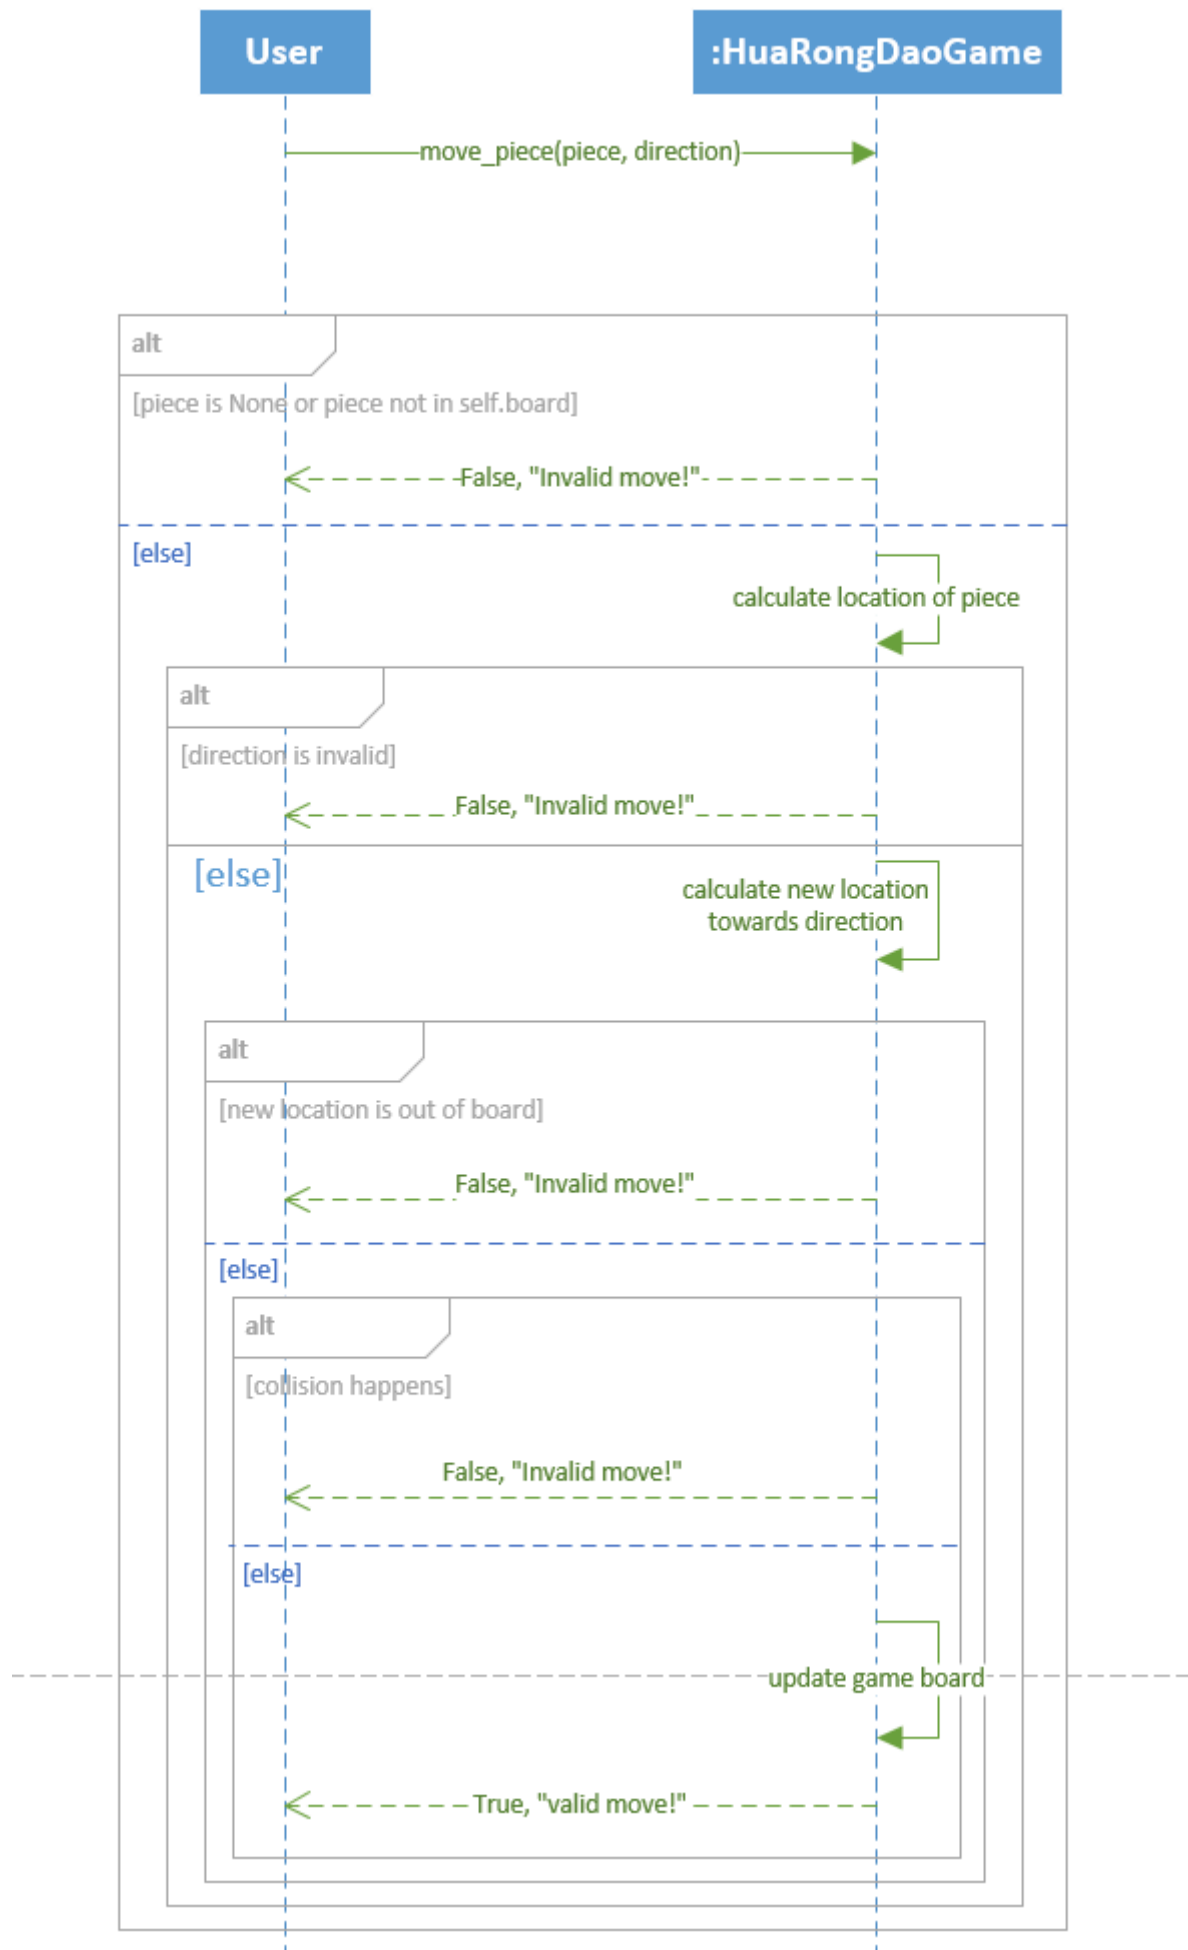 User
:HuaRongDaoGame
move_piece(piece, direction)
alt
[piece is None or piece not in self.board]
False, "Invalid move!"
[else]
calculate location of piece
alt
[direction is invalid]
False, "Invalid move!"
[else]
calculate new location
towards direction
alt
[new location is out of board]
False, "Invalid move!"
[else]
alt
[collision happens]
False, "Invalid move!"
[else]
update game board
True, "valid move!"